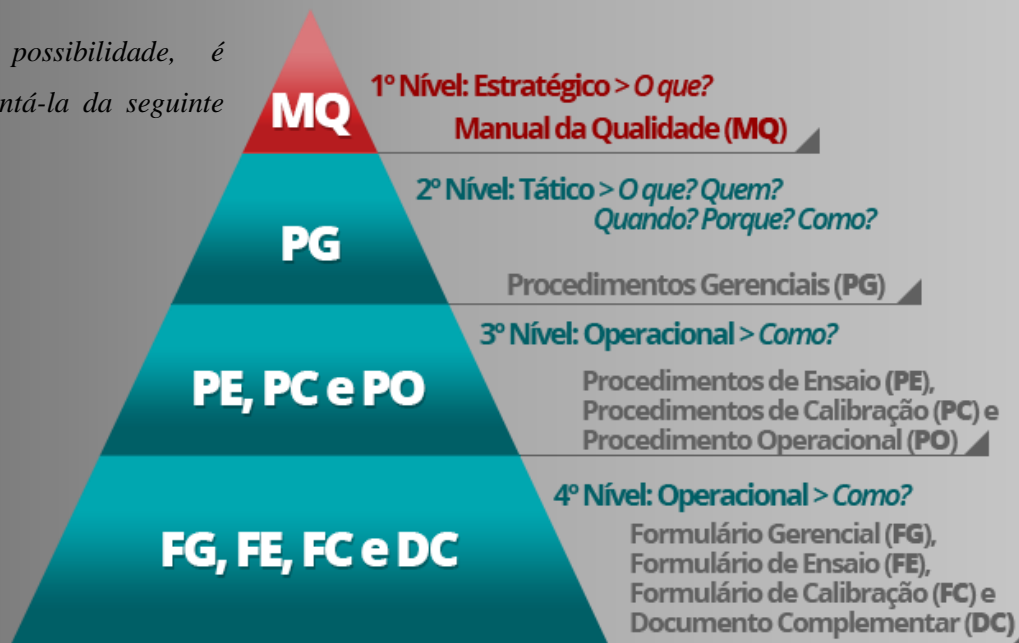 possibilidade, é
ntá-la da seguinte
MQ
1º Nível: Estratégico > O que?
Manual da Qualidade (MQ)
PG
2º Nível: Tático > O que? Quem?
Quando? Porque? Como?
Procedimentos Gerenciais (PG)
PE, PC e PO
3º Nível: Operacional > Como?
Procedimentos de Ensaio (PE),
Procedimentos de Calibração (PC) e
Procedimento Operacional (PO)
FG, FE, FC e DC
4º Nível: Operacional > Como?
Formulário Gerencial (FG),
Formulário de Ensaio (FE),
Formulário de Calibração (FC) e
Documento Complementar (DC)